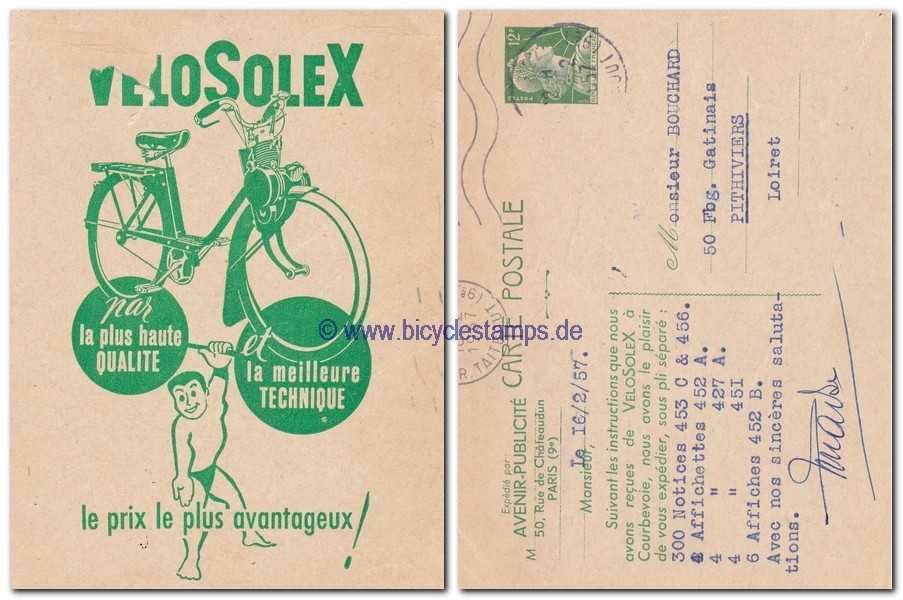 VELOSOLEX
par
la plus haute
QUALITE
et
la meilleure
TECHNIQUE
le prix le plus avantageux!
© www.bicyclestamps.de
Expédié par
AVENIR-PUBLICITÉ
50, Rue de Châteaudun
PARIS (9e)
CARTE POSTALE
12F
POSTES
M
Le 16/2/57.
Monsieur,
Suivant les instructions que nous
avons reçues de VELOSOLEX à
Courbevoie, nous avons le plaisir
de vous expédier, sous pli séparé :
300 Notices 453 C & 456.
4 Affichettes 452 A.
4 " 427 A.
4 " 451
6 Affiches 452 B.
Avec nos sincères saluta-
tions.
Monsieur BOUCHARD
50 Fbg. Gatinais
PITHIVIERS
Loiret